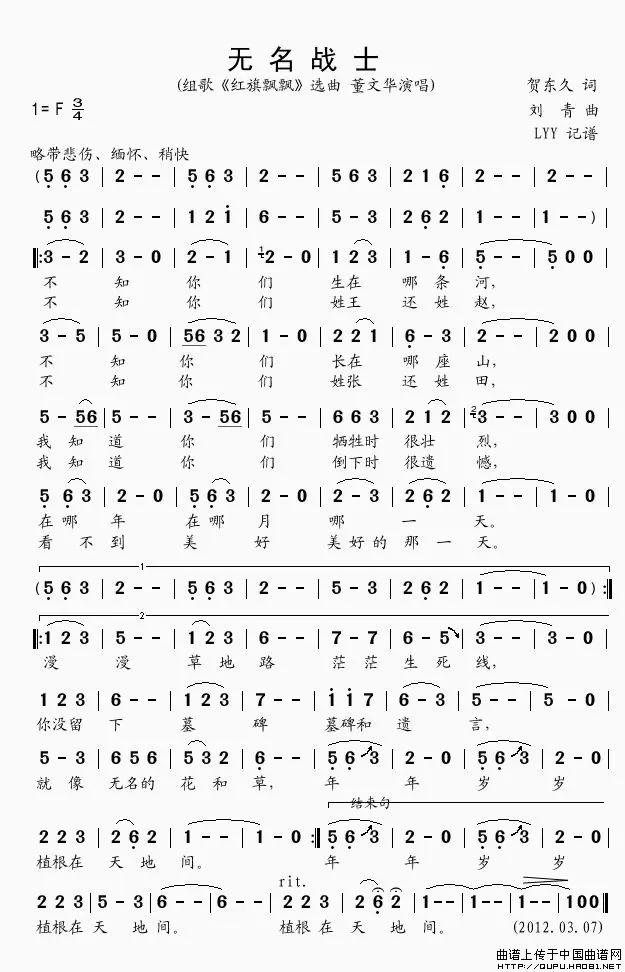 无名战士
(组歌《红旗飘飘》选曲 董文华演唱)
贺东久 词
1=F 3/4
刘青 曲
LYY 记谱
略带悲伤、缅怀、稍快
(5 6 3 | 2 - - | 5 6 3 | 2 - - | 5 6 3 | 2 1 6 | 2 - - | 2 - - |
5 6 3 | 2 - - | 1 2 i | 6 - - | 5 - 3 | 2 6 2 | 1 - - | 1 - - )
‖: 3 - 2 | 3 - 0 | 2 - 1 | 1 2 - 0 | 1 2 3 | 1 - 6 | 5 - - | 5 0 0 |
不 知 你 们 生在 哪 条 河,
不 知 你 们 姓王 还 姓 赵,
3 - 5 | 5 - 0 | 56 3 2 | 1 - 0 | 2 2 1 | 6 - 3 | 2 - - | 2 0 0 |
不 知 你 们 长在 哪 座 山,
不 知 你 们 姓张 还 姓 田,
5 - 56 | 5 - - | 3 - 56 | 5 - - | 6 6 3 | 2 1 2 | 2 3 - - | 3 0 0 |
我 知 道 你 们 牺牲时 很壮 烈,
我 知 道 你 们 倒下时 很遗 憾,
5 6 3 | 2 - 0 | 5 6 3 | 2 - 0 | 2 - 3 | 2 6 2 | 1 - - | 1 - - |
在 哪 年 在 哪 月 哪 一 天。
看 不 到 美 好 美好的 那 一 天。
1
(5 6 3 | 2 - - | 5 6 3 | 2 - - | 5 - 3 | 2 6 2 | 1 - - | 1 - 0 ) :‖
2
‖: 1 2 3 | 5 - - | 1 2 3 | 6 - - | 7 - 7 | 6 - 5 | 3 - - | 3 - 0 |
漫 漫 草 地 路 茫 茫 生 死 线,
1 2 3 | 6 - - | 1 2 3 | 7 - - | i i 7 | 6 - 3 | 5 - - | 5 - 0 |
你没留 下 墓 碑 墓碑和 遗 言,
5 - 3 | 6 5 6 | 5 3 2 | 6 - - | 5 6 3 | 2 - 0 | 5 6 3 | 2 - 0 |
就 像 无名的 花 和 草, 年 年 岁 岁
结束句
2 2 3 | 2 6 2 | 1 - - | 1 - 0 :‖ 5 6 3 | 2 - 0 | 5 6 3 | 2 - 0 |
植根在 天 地 间。 年 年 岁 岁
rit.
2 2 3 | 5 - 3 | 6 - - | 6 - - | 2 2 3 | 2 6 2 | 1 - - | 1 - - | 1 - - | 1 0 0 ‖
植根在 天 地 间。 植根在 天 地 间。 (2012.03.07)
曲谱上传于中国曲谱网
@HTTP://QUPU.HAO81.NET